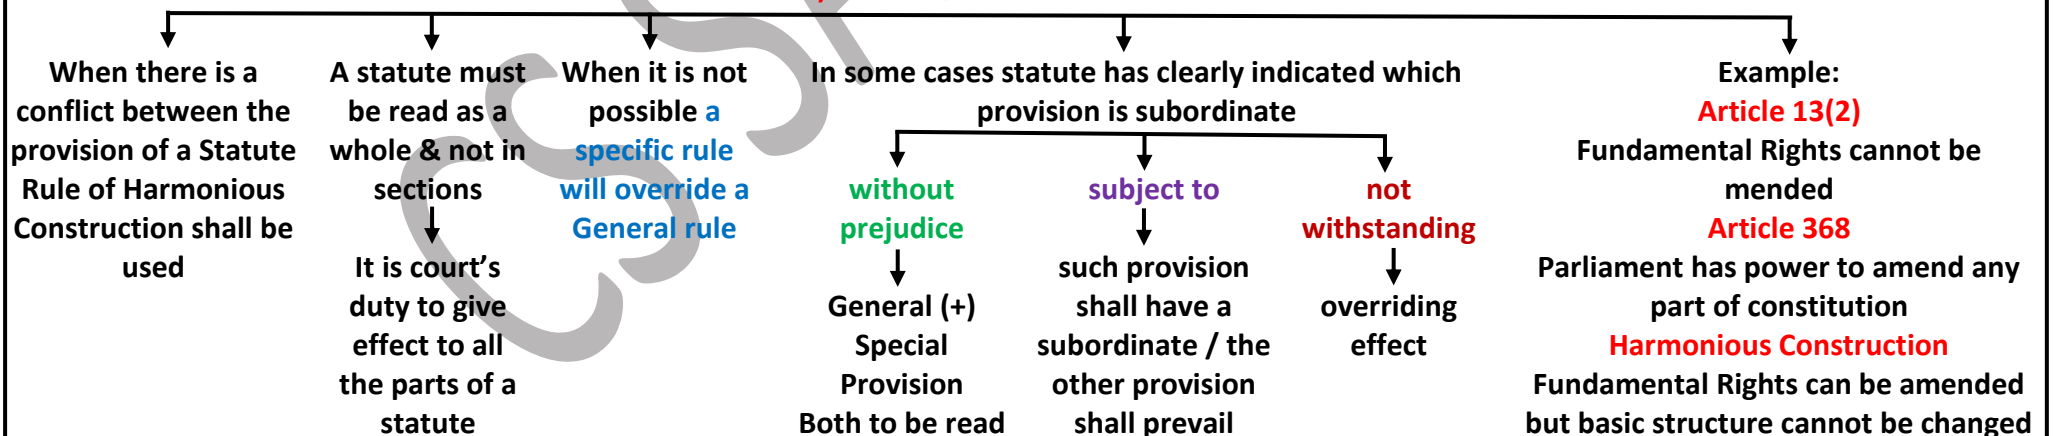 When there is a
conflict between the
provision of a Statute
Rule of Harmonious
Construction shall be
used
A statute must
be read as a
whole & not in
sections
It is court's
duty to give
effect to all
the parts of a
statute
When it is not
possible a
specific rule
will override a
General rule
In some cases statute has clearly indicated which
provision is subordinate
without
prejudice
General (+)
Special
Provision
Both to be read
subject to
such provision
shall have a
subordinate / the
other provision
shall prevail
not
withstanding
overriding
effect
Example:
Article 13(2)
Fundamental Rights cannot be
mended
Article 368
Parliament has power to amend any
part of constitution
Harmonious Construction
Fundamental Rights can be amended
but basic structure cannot be changed